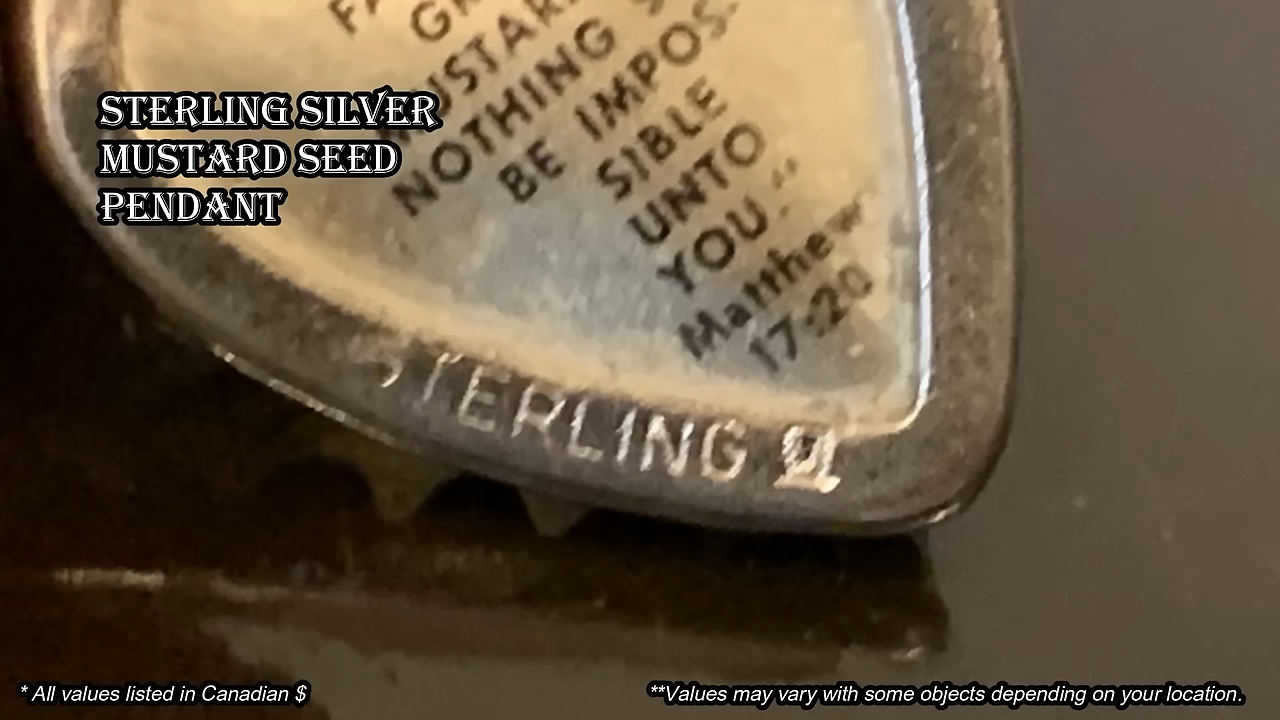 STERLING SILVER
MUSTARD SEED
PENDANT
NOTHING
BE IMPOS-
SIBLE
UNTO
YOU."
Matthew
17:20
STERLING
* All values listed in Canadian $
**Values may vary with some objects depending on your location.